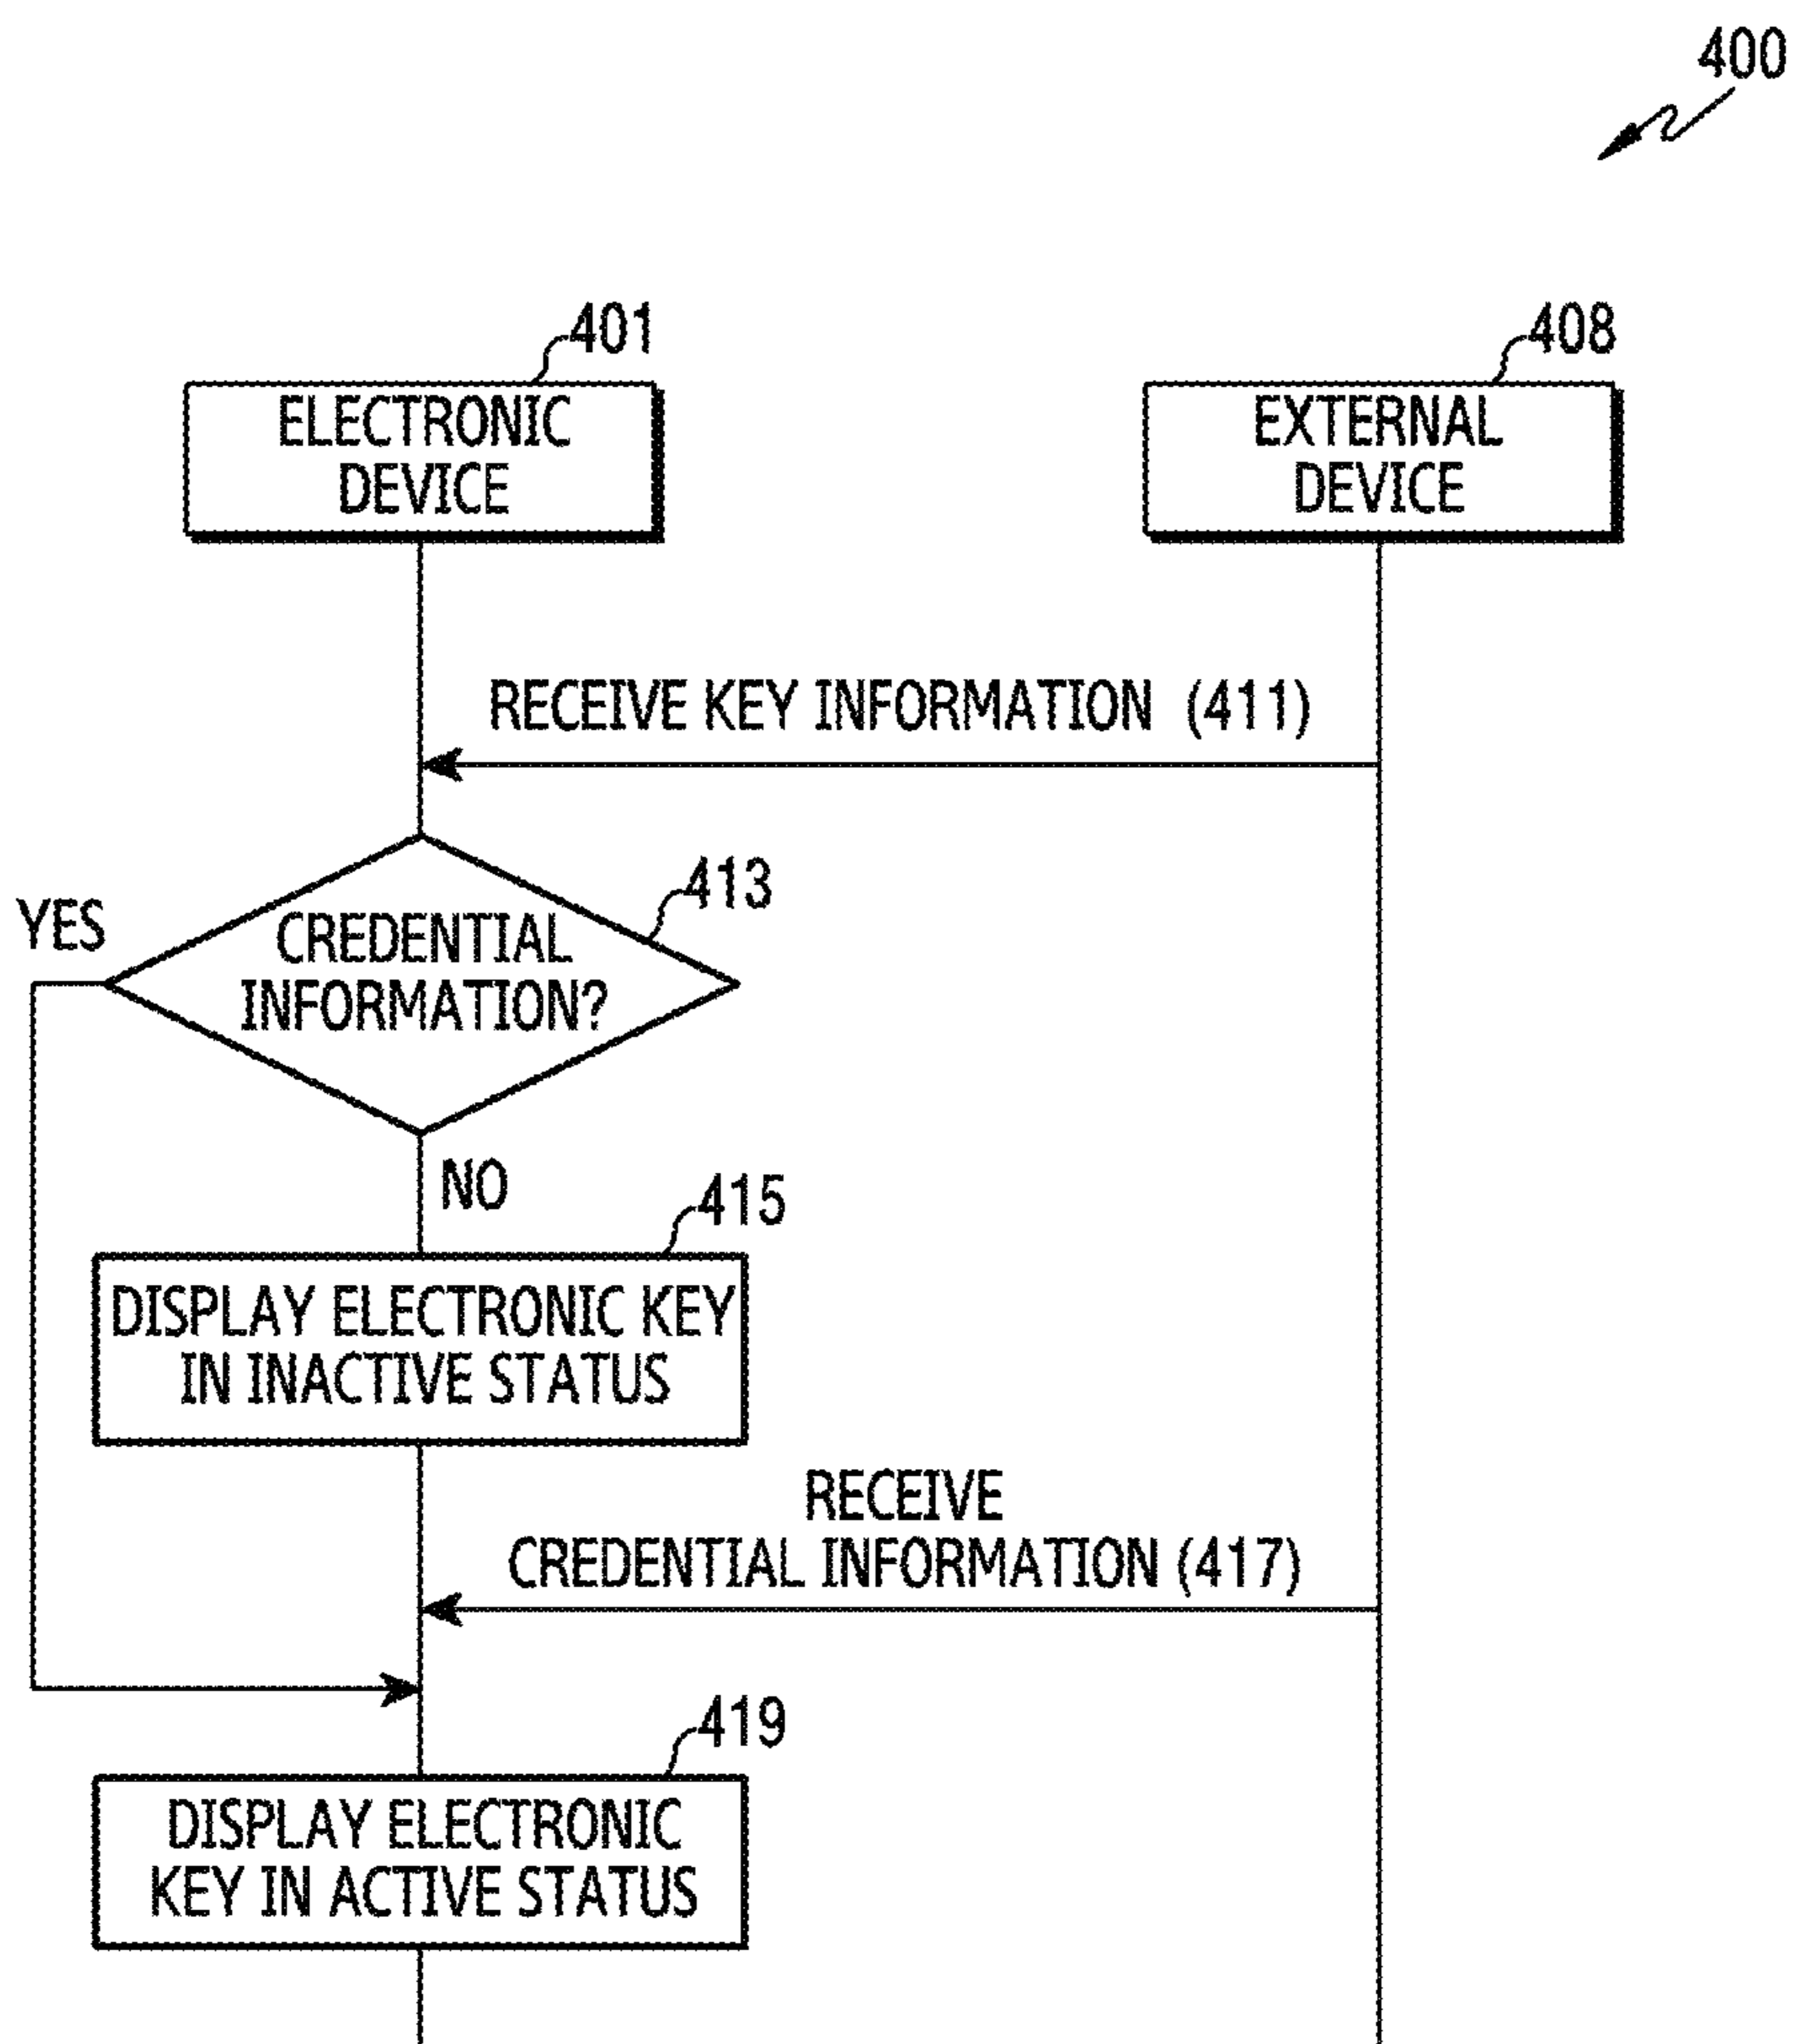 400
401
408
ELECTRONIC
DEVICE
EXTERNAL
DEVICE
RECEIVE KEY INFORMATION (411)
413
YES
CREDENTIAL
INFORMATION?
NO
415
DISPLAY ELECTRONIC KEY
IN INACTIVE STATUS
RECEIVE
CREDENTIAL INFORMATION (417)
419
DISPLAY ELECTRONIC
KEY IN ACTIVE STATUS